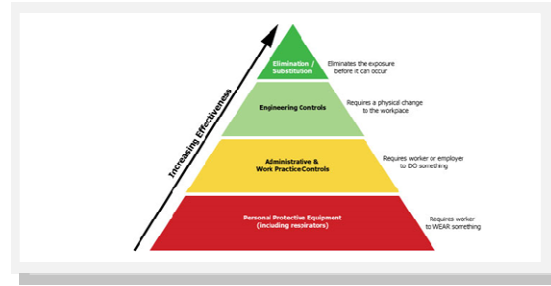 Elimination /
Substitution
Eliminates the exposure
before it can occur
Engineering Controls
Requires a physical change
to the workplace
Increasing Effectiveness
Administrative &
Work Practice Controls
Requires worker or employer
to DO something
Personal Protective Equipment
(including respirators)
Requires worker
to WEAR something